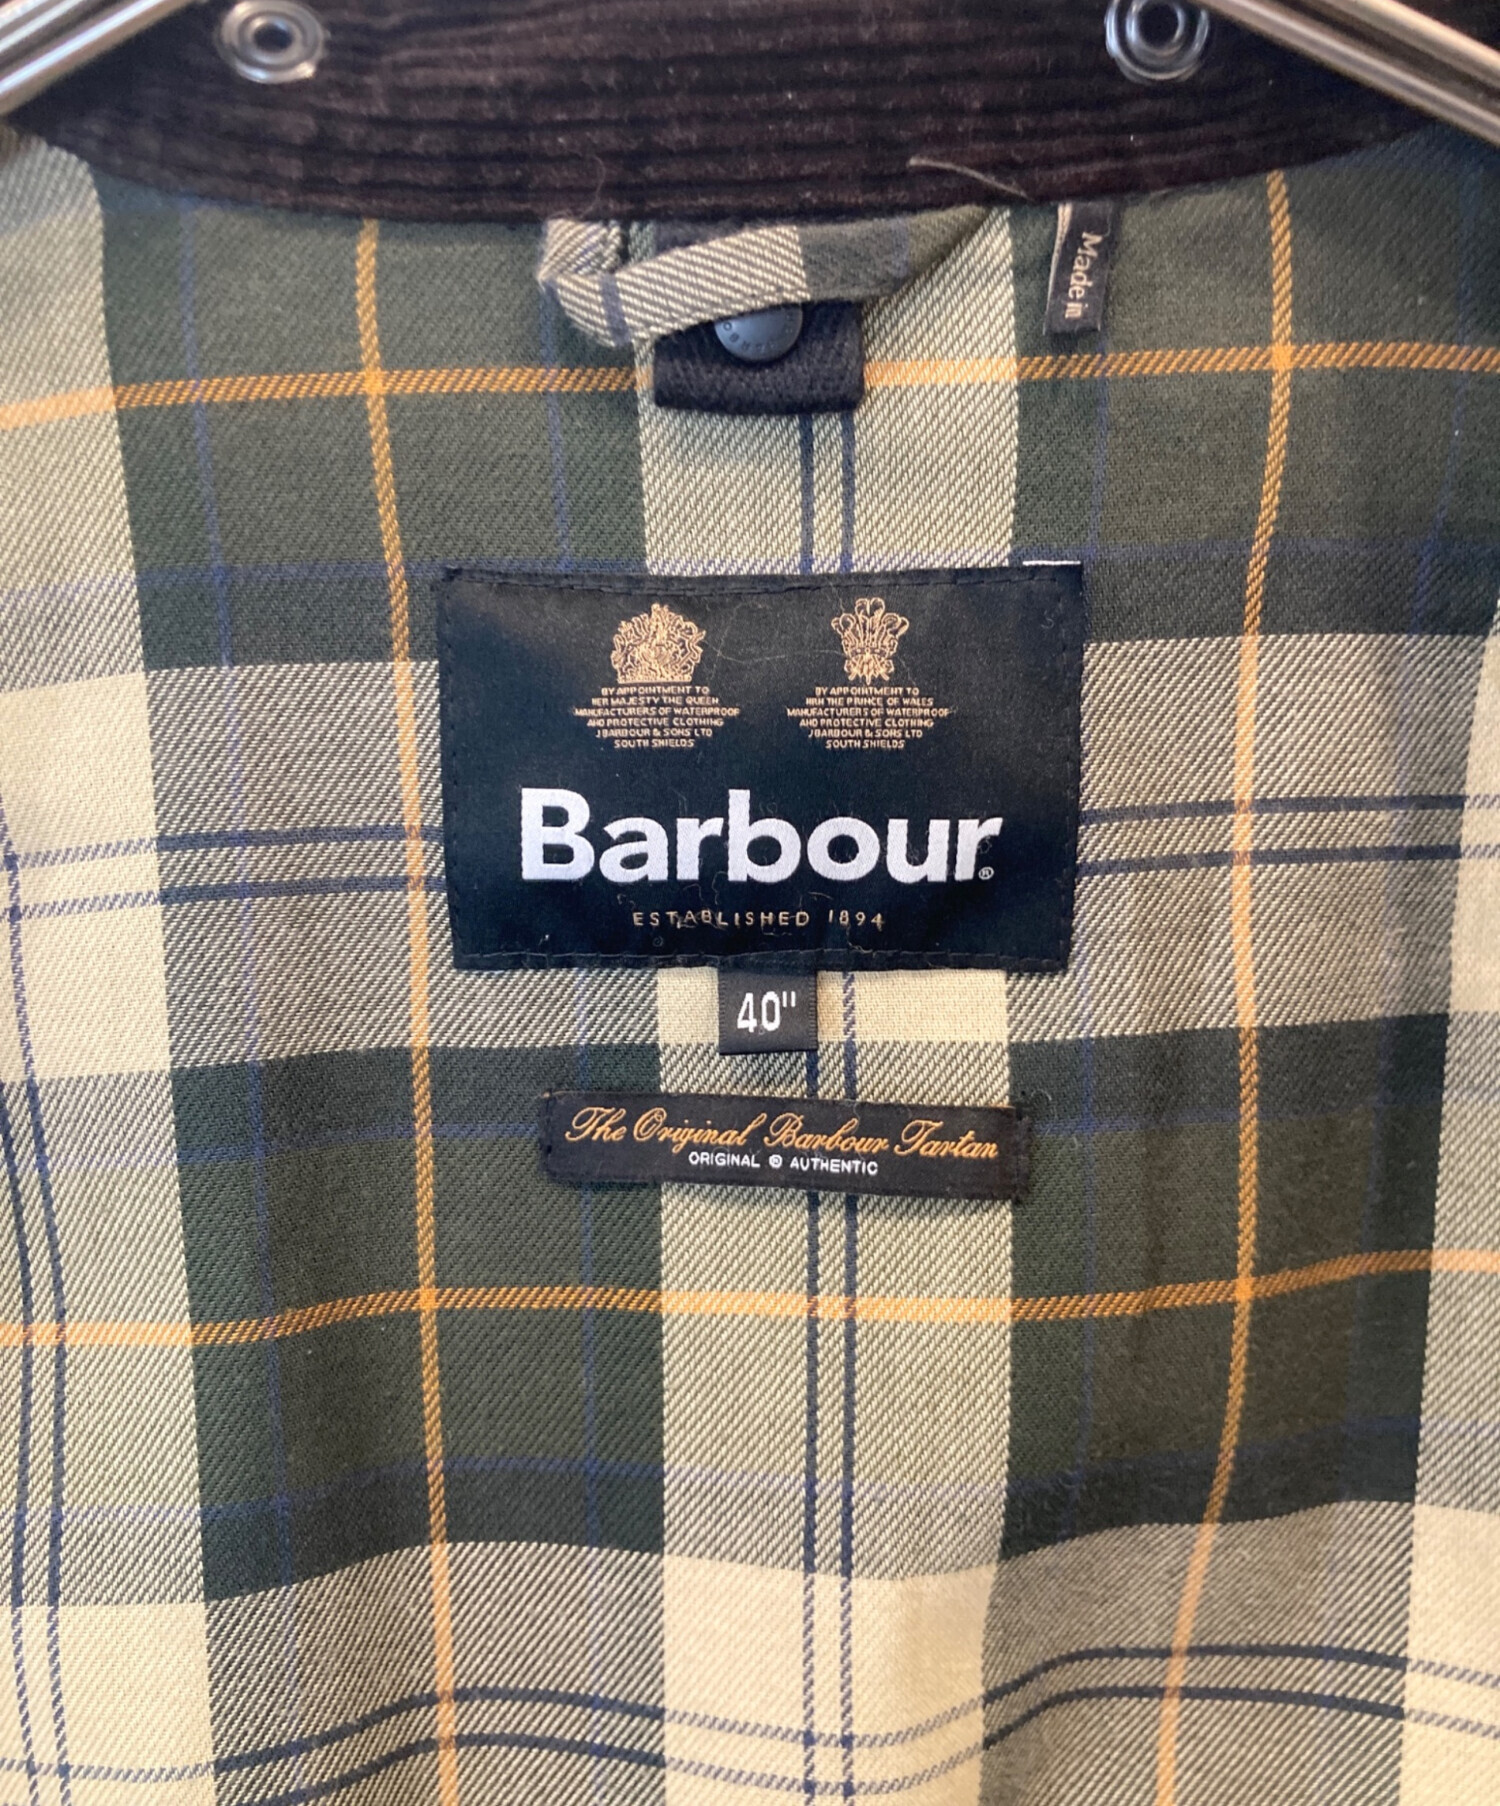 Made in
BY APPOINTMENT TO
HER MAJESTY THE QUEEN
MANUFACTURERS OF WATERPROOF
AND PROTECTIVE CLOTHING
J BARBOUR & SONS LTD
SOUTH SHIELDS
BY APPOINTMENT TO
HRH THE PRINCE OF WALES
MANUFACTURERS OF WATERPROOF
AND PROTECTIVE CLOTHING
J BARBOUR & SONS LTD
SOUTH SHIELDS
Barbour®
ESTABLISHED 1894
40"
The Original Barbour Tartan
ORIGINAL © AUTHENTIC